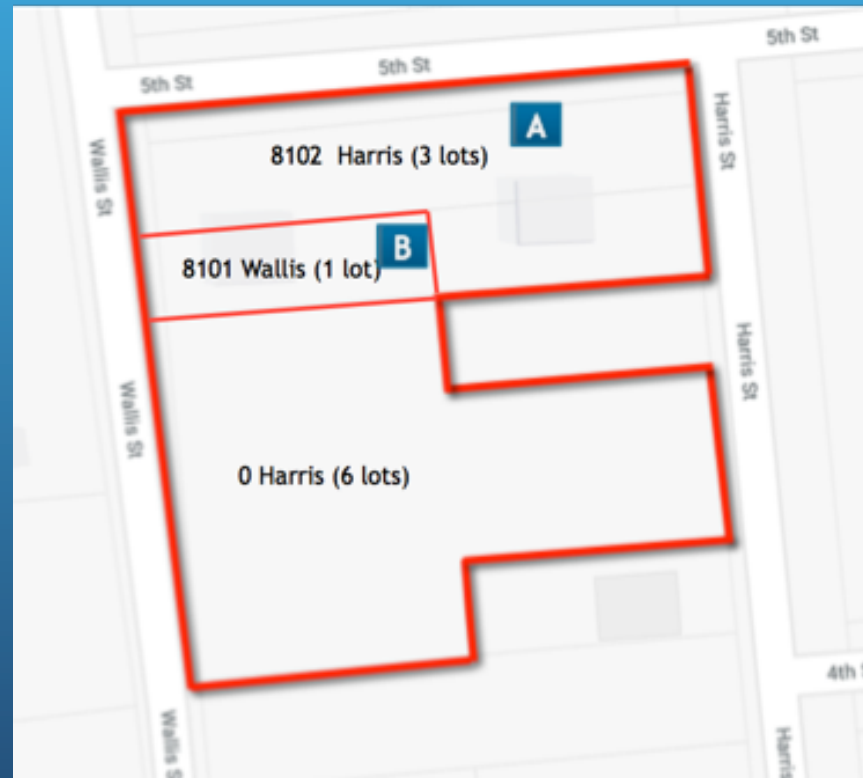 5th St
5th St
5th St
Harris St
A
8102 Harris (3 lots)
Wallis St
B
8101 Wallis (1 lot)
Harris St
Wallis St
0 Harris (6 lots)
4th
Wallis S
Harris